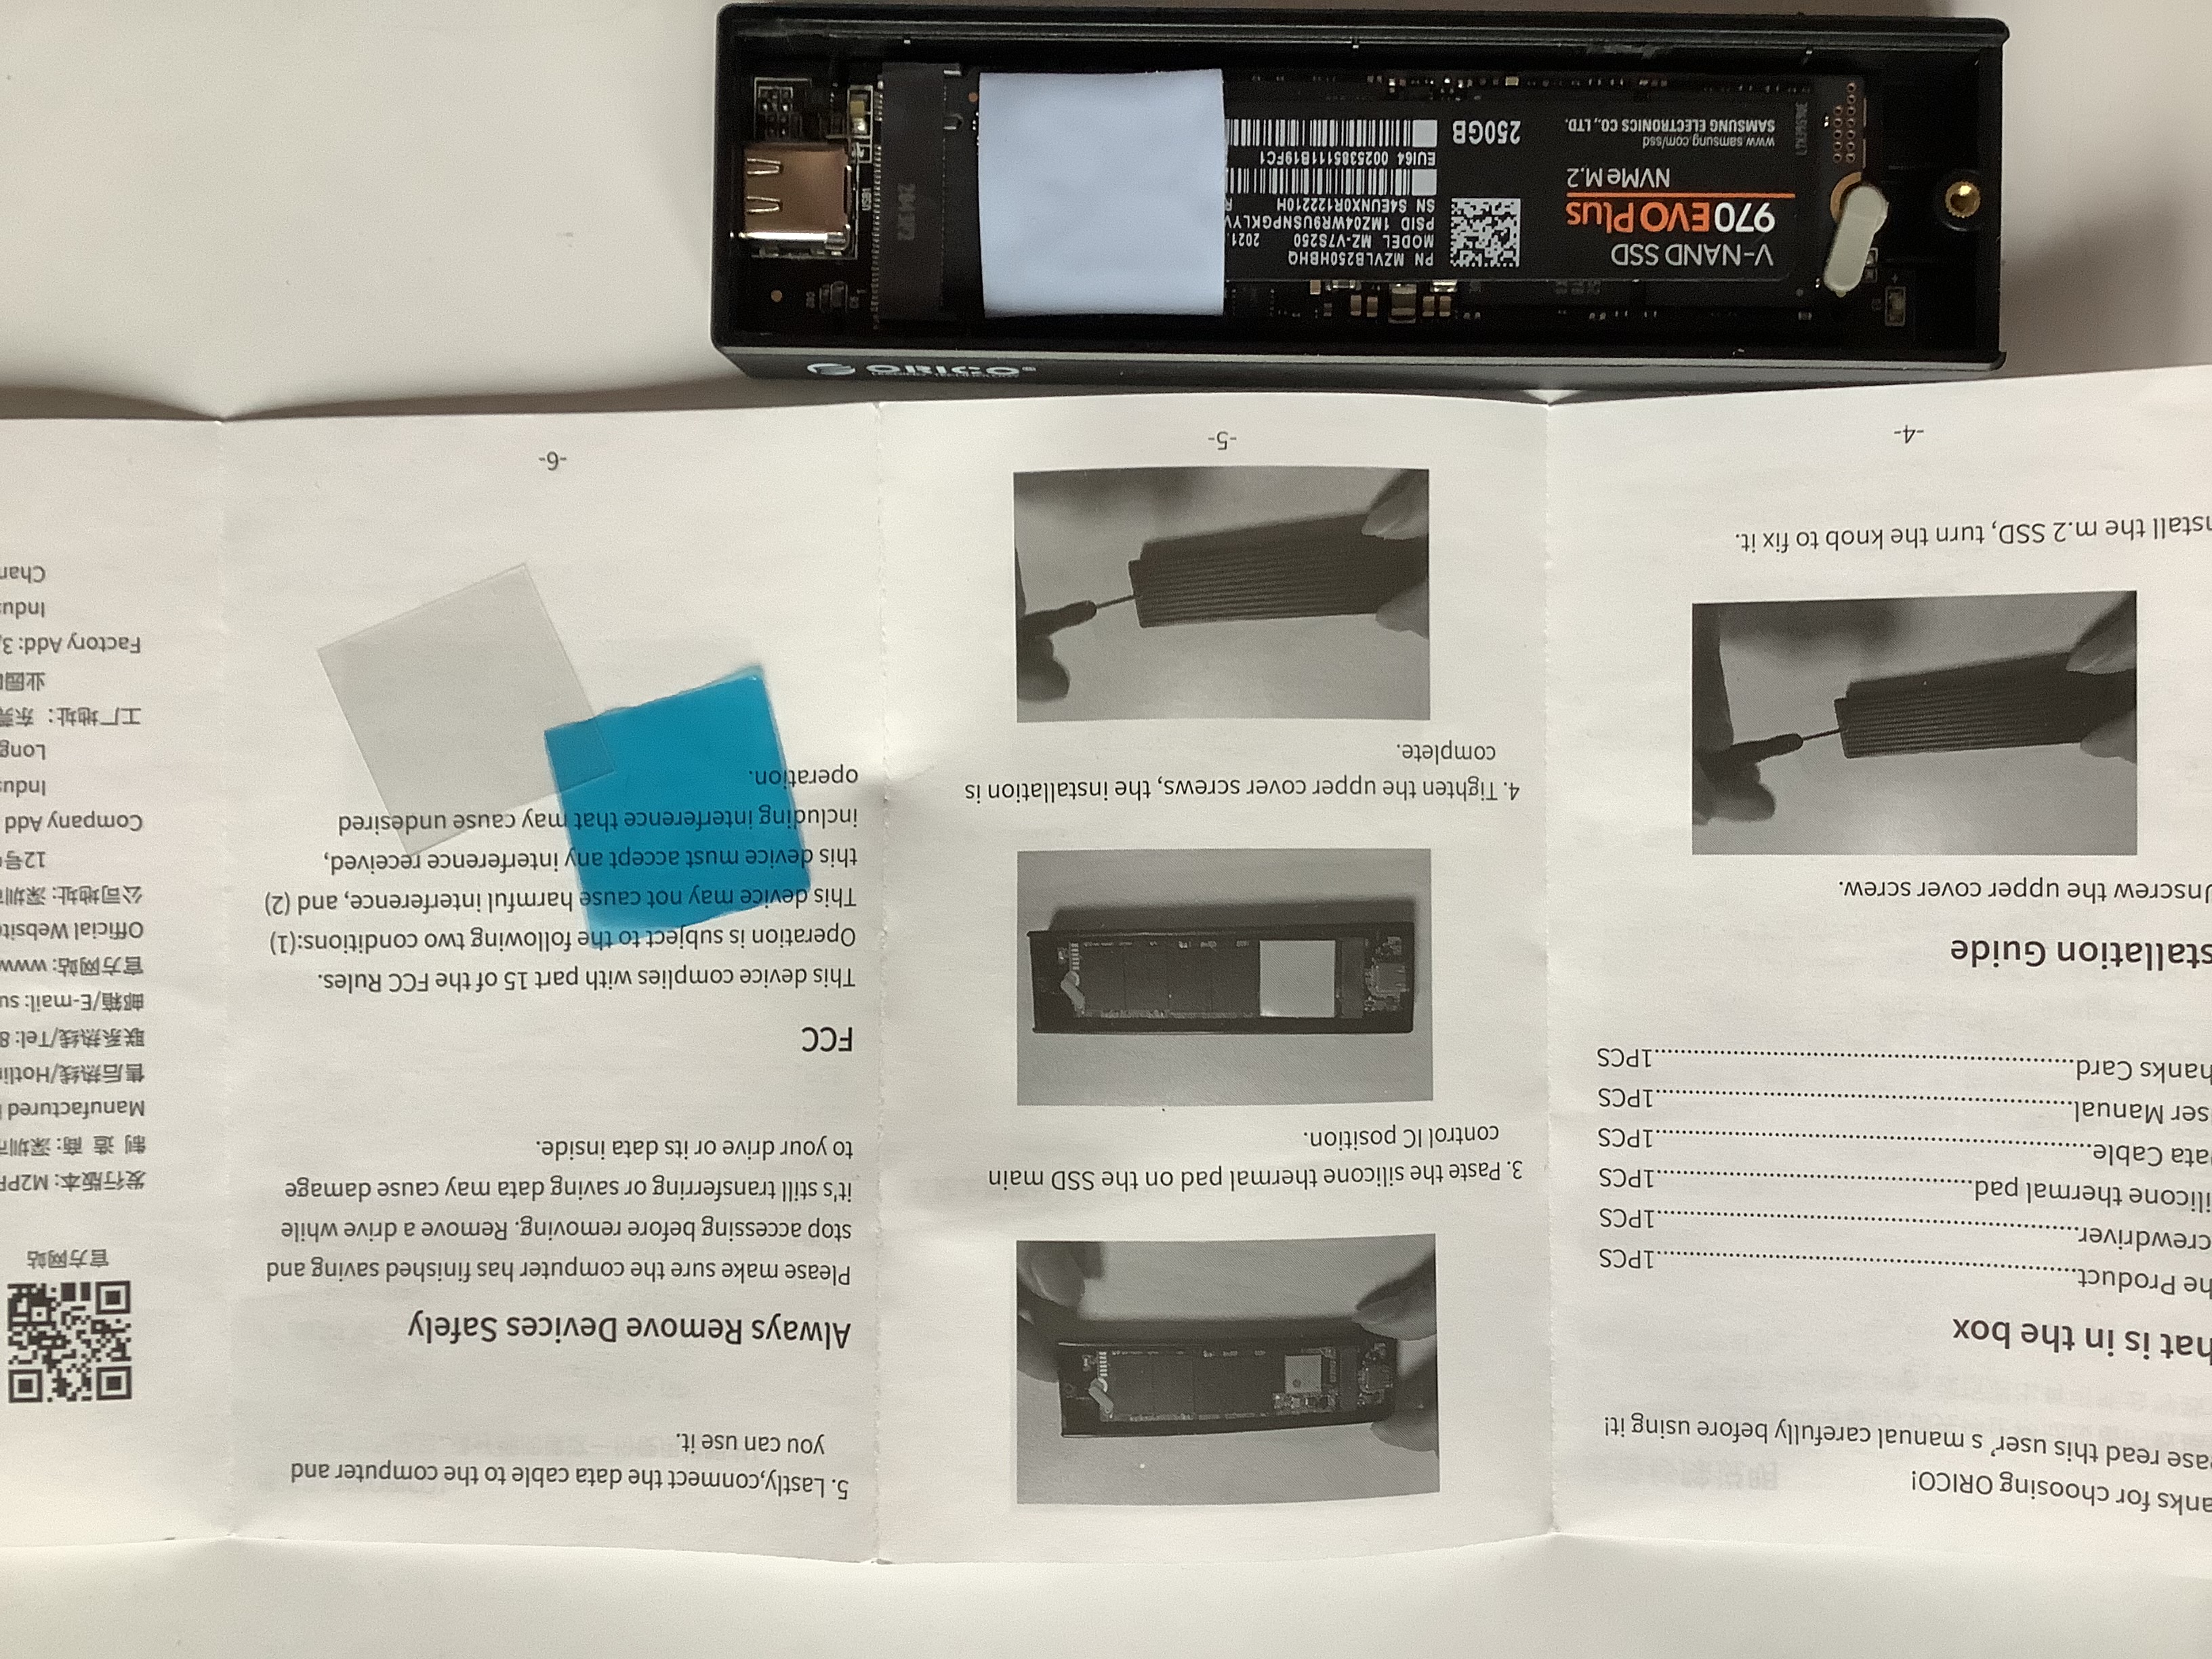 anks for choosing ORICO!
ase read this user' s manual carefully before using it!
hat is in the box
he Product 1PCS
crewdriver 1PCS
ilicone thermal pad 1PCS
ata Cable 1PCS
ser Manual 1PCS
hanks Card 1PCS
stallation Guide
Unscrew the upper cover screw.
nstall the m.2 SSD, turn the knob to fix it.
-4-
3. Paste the silicone thermal pad on the SSD main
control IC position.
4. Tighten the upper cover screws, the installation is
complete.
-5-
5. Lastly,conmect the data cable to the computer and
you can use it.
Always Remove Devices Safely
Please make sure the computer has finished saving and
stop accessing before removing. Remove a drive while
it's still transferring or saving data may cause damage
to your drive or its data inside.
FCC
This device complies with part 15 of the FCC Rules.
Operation is subject to the following two conditions:(1)
This device may not cause harmful interference, and (2)
this device must accept any interference received,
including interference that may cause undesired
operation.
-6-
官方网站
发行版本: M2PF
制 造 商: 深圳市
Manufactured
售后热线/Hotli
联系热线/Tel: 8
邮箱/E-mail: su
官方网站: www
Official Website
公司地址: 深圳市
12号
Company Add
Indu
Long
工厂地址: 东莞
业园
Factory Add: 3,
Indu
Chan
ORICO
V-NAND SSD
970 EVO Plus
NVMe M.2
www.samsung.com/ssd
SAMSUNG ELECTRONICS CO., LTD.
250GB
PN MZVLB250HBHQ
MODEL MZ-V7S250 2021.
PSID 1MZ04WR9USNPGKLYV
SN S4EUNX0R122210H R
EUI64 0025385111B19FC1
USB1